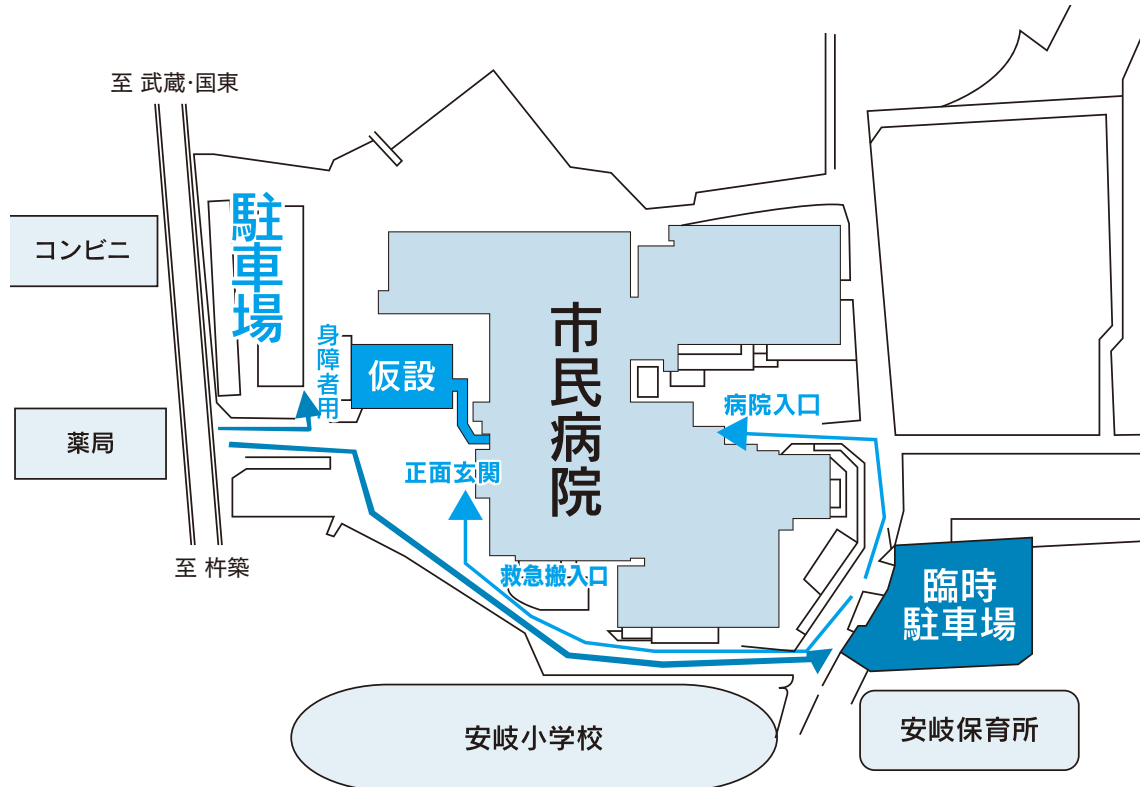 至 武蔵・国東
駐車場
コンビニ
身障者用
仮設
市民病院
病院入口
薬局
正面玄関
至 杵築
救急搬入口
臨時
駐車場
安岐小学校
安岐保育所